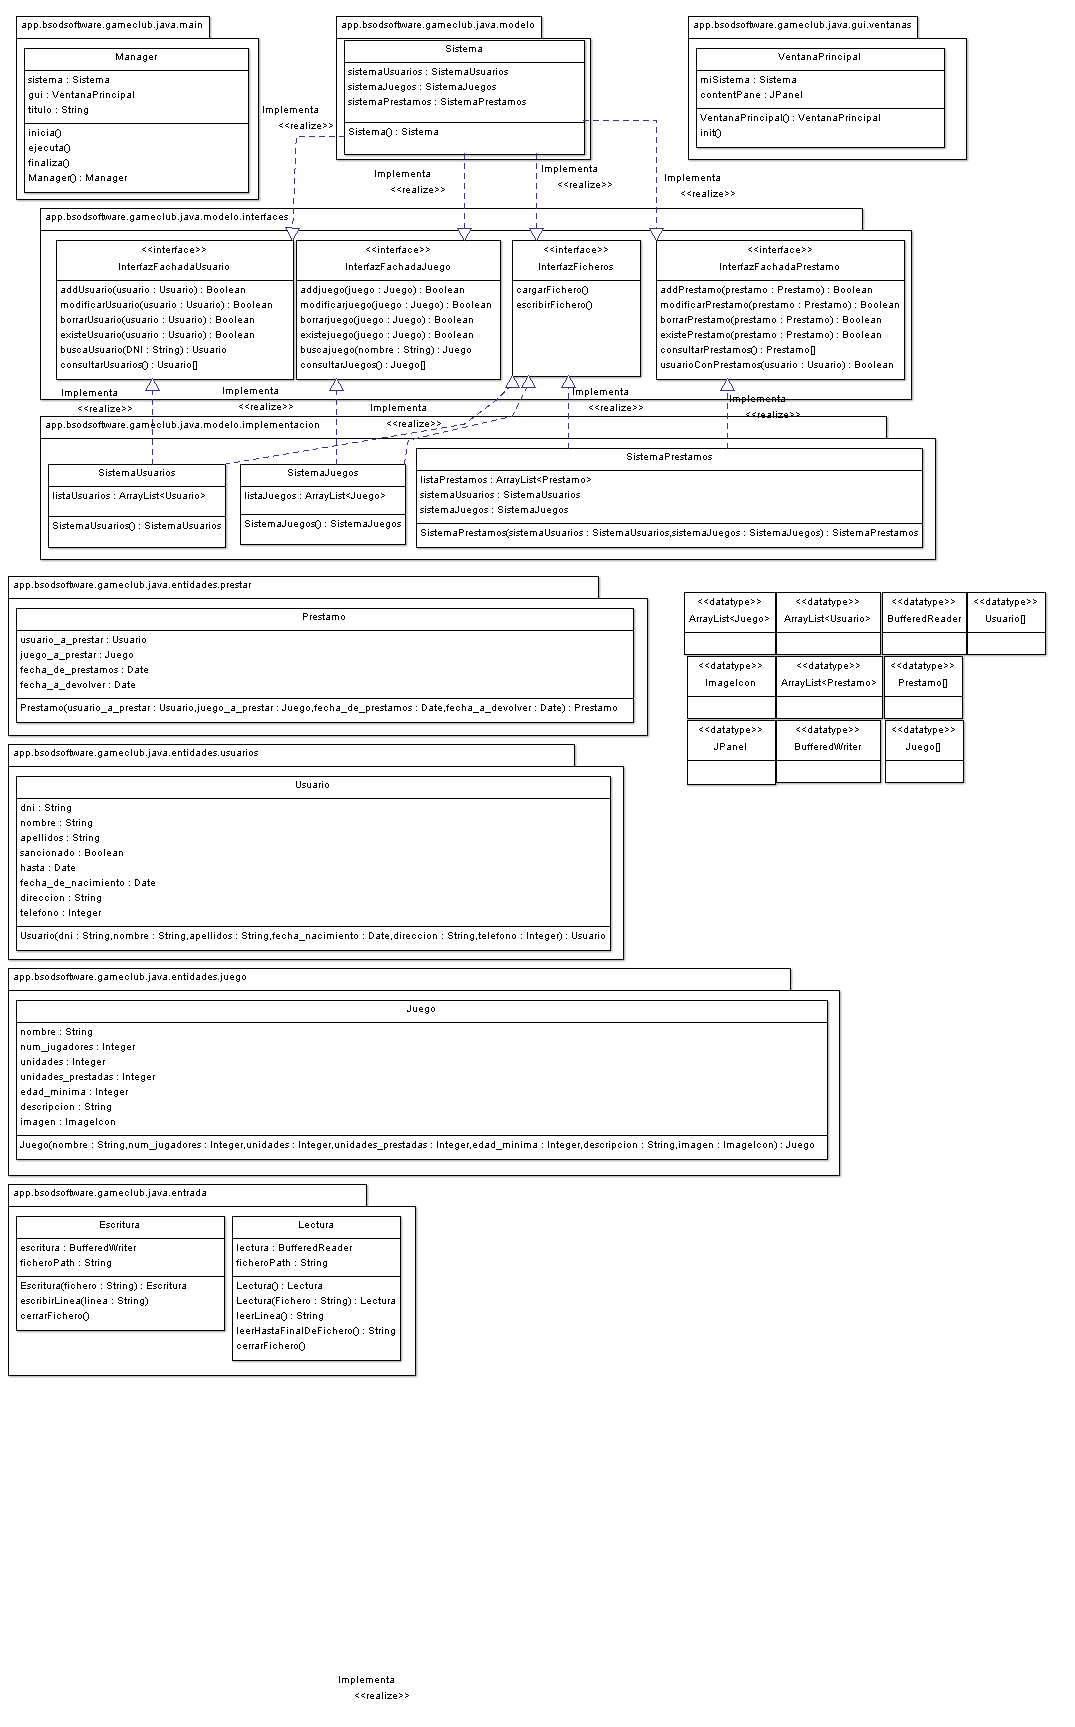 app.bsodsoftware.gameclub.java.main
Manager
sistema : Sistema
gui : VentanaPrincipal
titulo : String
inicia()
ejecuta()
finaliza()
Manager() : Manager
app.bsodsoftware.gameclub.java.modelo
Sistema
sistemaUsuarios : SistemaUsuarios
sistemaJuegos : SistemaJuegos
sistemaPrestamos : SistemaPrestamos
Sistema() : Sistema
app.bsodsoftware.gameclub.java.gui.ventanas
VentanaPrincipal
miSistema : Sistema
contentPane : JPanel
VentanaPrincipal() : VentanaPrincipal
init()
Implementa
<<realize>>
Implementa
<<realize>>
Implementa
<<realize>>
Implementa
<<realize>>
app.bsodsoftware.gameclub.java.modelo.interfaces
<<interface>>
InterfazFachadaUsuario
addUsuario(usuario : Usuario) : Boolean
modificarUsuario(usuario : Usuario) : Boolean
borrarUsuario(usuario : Usuario) : Boolean
existeUsuario(usuario : Usuario) : Boolean
buscaUsuario(DNI : String) : Usuario
consultarUsuarios() : Usuario[]
<<interface>>
InterfazFachadaJuego
addjuego(juego : Juego) : Boolean
modificarjuego(juego : Juego) : Boolean
borrarjuego(juego : Juego) : Boolean
existejuego(juego : Juego) : Boolean
buscajuego(nombre : String) : Juego
consultarJuegos() : Juego[]
<<interface>>
InterfazFicheros
cargarFichero()
escribirFichero()
<<interface>>
InterfazFachadaPrestamo
addPrestamo(prestamo : Prestamo) : Boolean
modificarPrestamo(prestamo : Prestamo) : Boolean
borrarPrestamo(prestamo : Prestamo) : Boolean
existePrestamo(prestamo : Prestamo) : Boolean
consultarPrestamos() : Prestamo[]
usuarioConPrestamos(usuario : Usuario) : Boolean
Implementa
<<realize>>
Implementa
<<realize>>
Implementa
<<realize>>
Implementa
<<realize>>
Implementa
<<realize>>
app.bsodsoftware.gameclub.java.modelo.implementacion
SistemaUsuarios
listaUsuarios : ArrayList<Usuario>
SistemaUsuarios() : SistemaUsuarios
SistemaJuegos
listaJuegos : ArrayList<Juego>
SistemaJuegos() : SistemaJuegos
SistemaPrestamos
listaPrestamos : ArrayList<Prestamo>
sistemaUsuarios : SistemaUsuarios
sistemaJuegos : SistemaJuegos
SistemaPrestamos(sistemaUsuarios : SistemaUsuarios,sistemaJuegos : SistemaJuegos) : SistemaPrestamos
app.bsodsoftware.gameclub.java.entidades.prestar
Prestamo
usuario_a_prestar : Usuario
juego_a_prestar : Juego
fecha_de_prestamos : Date
fecha_a_devolver : Date
Prestamo(usuario_a_prestar : Usuario,juego_a_prestar : Juego,fecha_de_prestamos : Date,fecha_a_devolver : Date) : Prestamo
<<datatype>>
ArrayList<Juego>
<<datatype>>
ArrayList<Usuario>
<<datatype>>
BufferedReader
<<datatype>>
Usuario[]
<<datatype>>
ImageIcon
<<datatype>>
ArrayList<Prestamo>
<<datatype>>
Prestamo[]
<<datatype>>
JPanel
<<datatype>>
BufferedWriter
<<datatype>>
Juego[]
app.bsodsoftware.gameclub.java.entidades.usuarios
Usuario
dni : String
nombre : String
apellidos : String
sancionado : Boolean
hasta : Date
fecha_de_nacimiento : Date
direccion : String
telefono : Integer
Usuario(dni : String,nombre : String,apellidos : String,fecha_nacimiento : Date,direccion : String,telefono : Integer) : Usuario
app.bsodsoftware.gameclub.java.entidades.juego
Juego
nombre : String
num_jugadores : Integer
unidades : Integer
unidades_prestadas : Integer
edad_minima : Integer
descripcion : String
imagen : ImageIcon
Juego(nombre : String,num_jugadores : Integer,unidades : Integer,unidades_prestadas : Integer,edad_minima : Integer,descripcion : String,imagen : ImageIcon) : Juego
app.bsodsoftware.gameclub.java.entrada
Escritura
escritura : BufferedWriter
ficheroPath : String
Escritura(fichero : String) : Escritura
escribirLinea(linea : String)
cerrarFichero()
Lectura
lectura : BufferedReader
ficheroPath : String
Lectura() : Lectura
Lectura(Fichero : String) : Lectura
leerLinea() : String
leerHastaFinalDeFichero() : String
cerrarFichero()
Implementa
<<realize>>